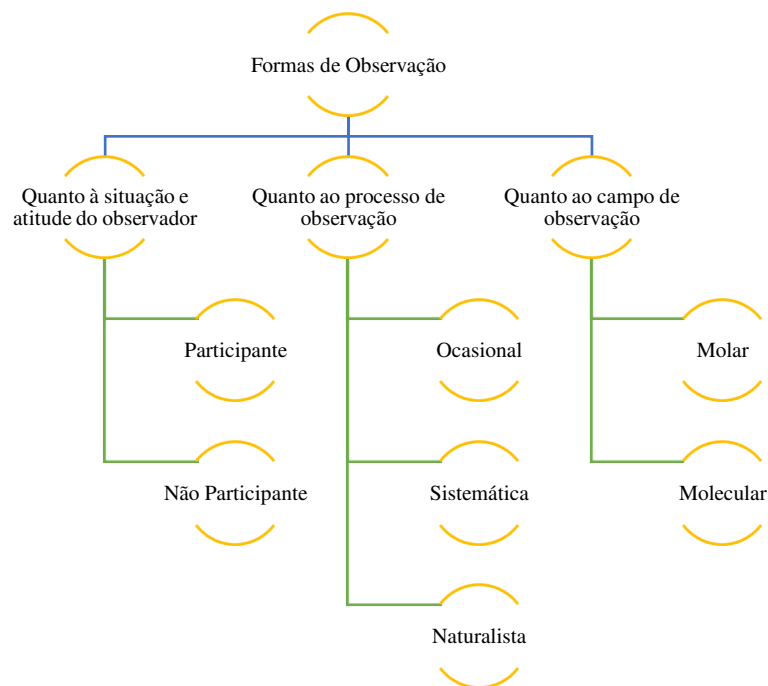 Formas de Observação
Quanto à situação e
atitude do observador
Participante
Não Participante
Quanto ao processo de
observação
Ocasional
Sistemática
Naturalista
Quanto ao campo de
observação
Molar
Molecular